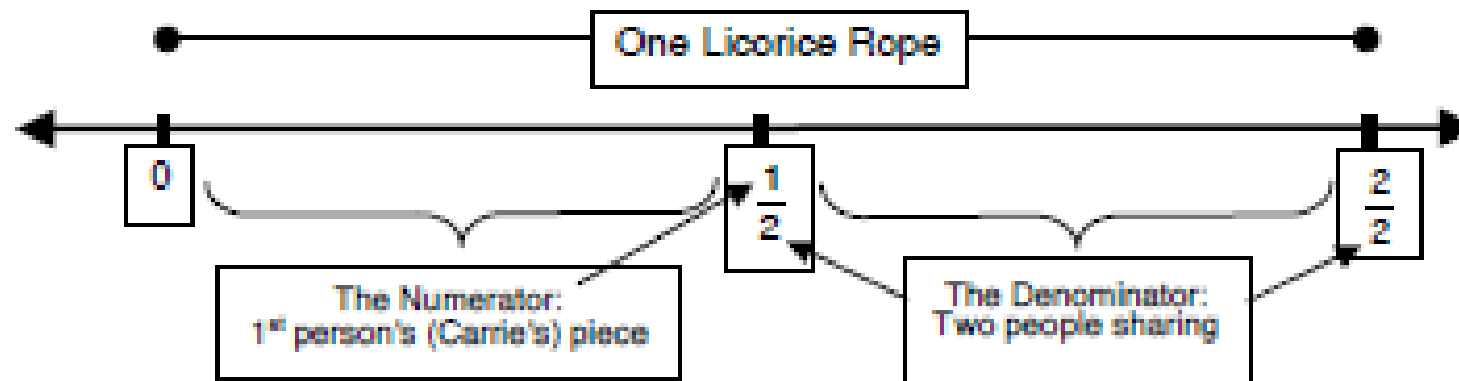 One Licorice Rope
0
1
2
2
2
The Numerator:
1st person's (Carrie's) piece
The Denominator:
Two people sharing